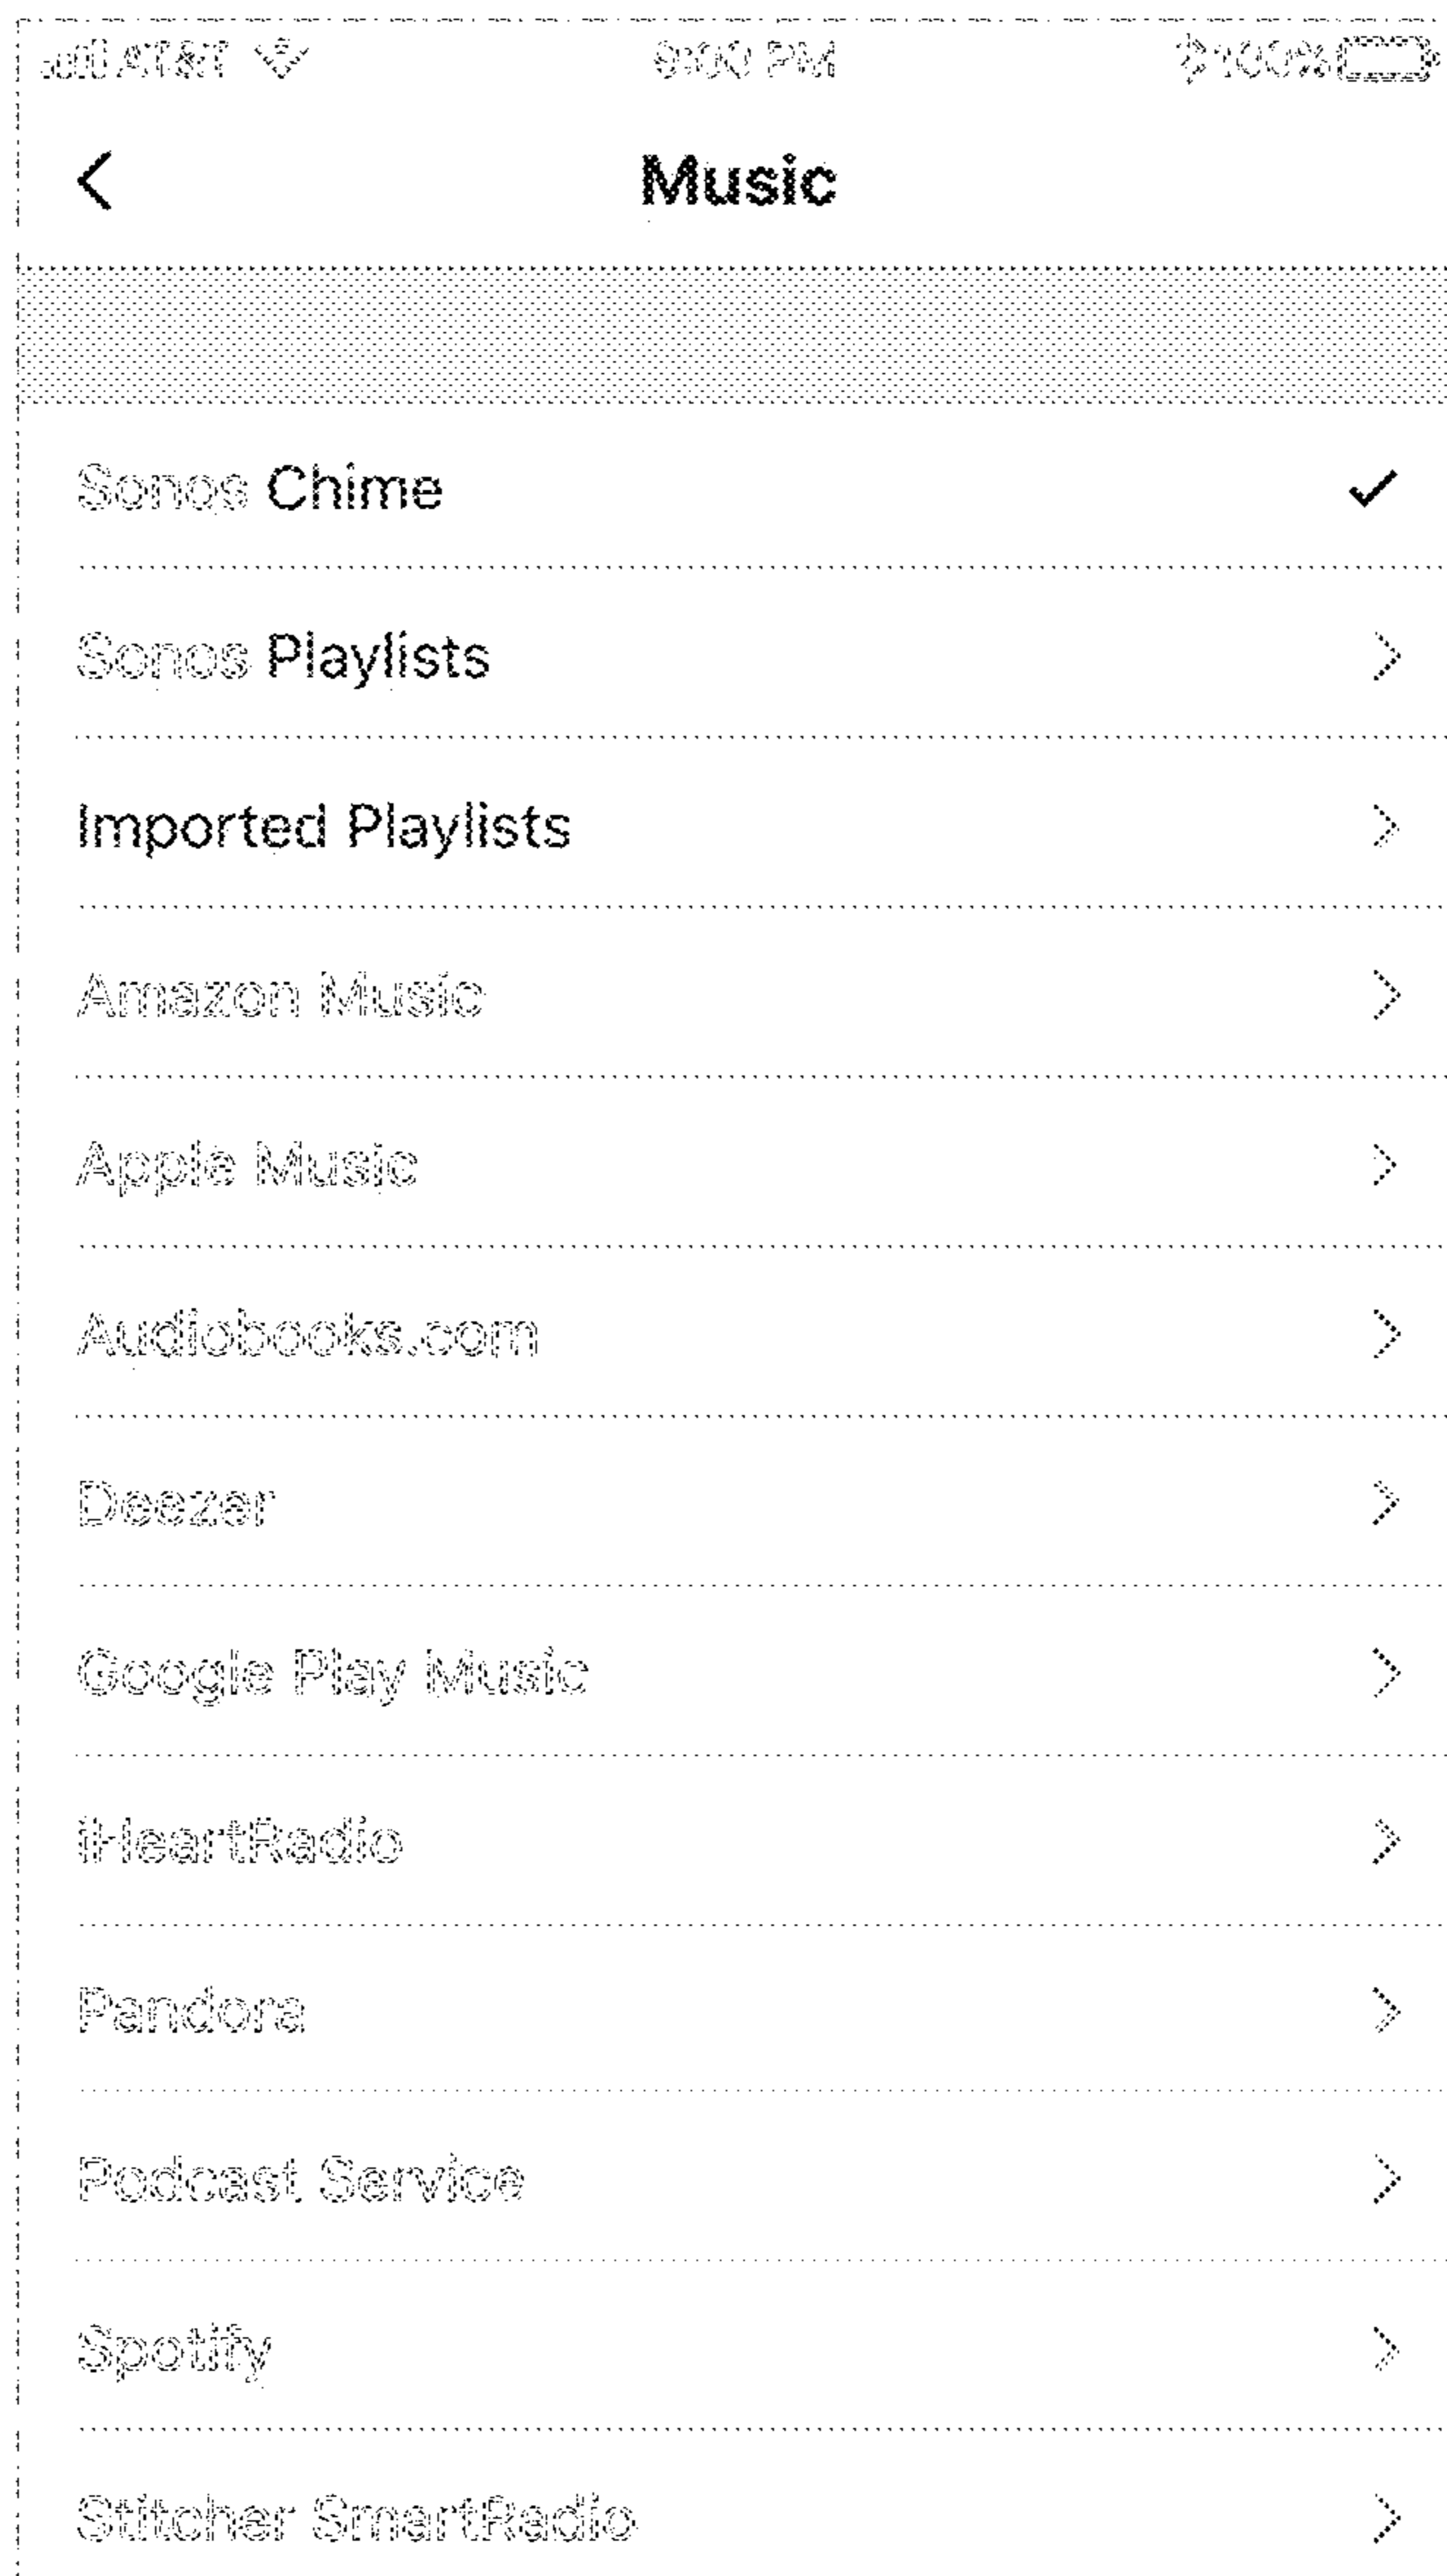 AT&T 9:00 PM 100%
Music
Sonos Chime
Sonos Playlists
Imported Playlists
Amazon Music
Apple Music
Audiobooks.com
Deezer
Google Play Music
iHeartRadio
Pandora
Podcast Service
Spotify
Stitcher SmartRadio